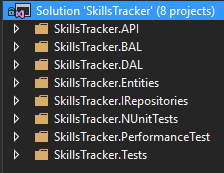 Solution 'SkillsTracker' (8 projects)
SkillsTracker.API
SkillsTracker.BAL
SkillsTracker.DAL
SkillsTracker.Entities
SkillsTracker.IRepositories
SkillsTracker.NUnitTests
SkillsTracker.PerformanceTest
SkillsTracker.Tests